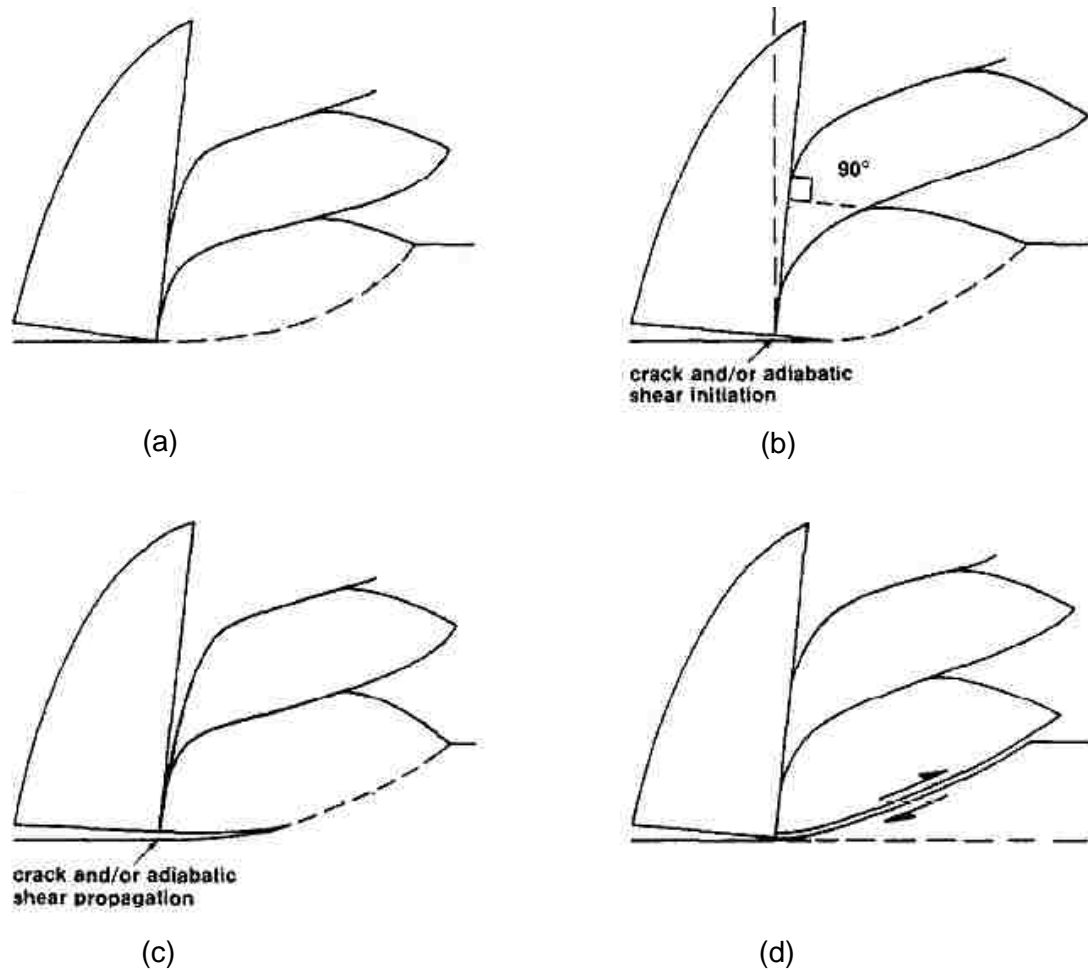 (a)
90°
crack and/or adiabatic
shear initiation
(b)
crack and/or adiabatic
shear propagation
(c)
(d)